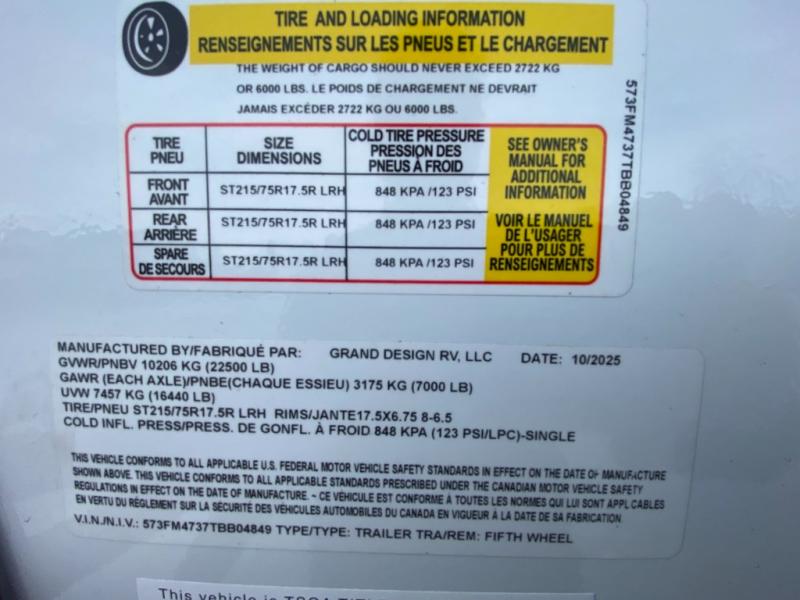 TIRE AND LOADING INFORMATION
RENSEIGNEMENTS SUR LES PNEUS ET LE CHARGEMENT
THE WEIGHT OF CARGO SHOULD NEVER EXCEED 2722 KG
OR 6000 LBS. LE POIDS DE CHARGEMENT NE DEVRAIT
JAMAIS EXCÉDER 2722 KG OU 6000 LBS.
TIRE
PNEU
SIZE
DIMENSIONS
COLD TIRE PRESSURE
PRESSION DES
PNEUS À FROID
FRONT
AVANT
ST215/75R17.5R LRH
848 KPA /123 PSI
REAR
ARRIÈRE
ST215/75R17.5R LRH
848 KPA /123 PSI
SPARE
DE SECOURS
ST215/75R17.5R LRH
848 KPA /123 PSI
SEE OWNER'S
MANUAL FOR
ADDITIONAL
INFORMATION
VOIR LE MANUEL
DE L'USAGER
POUR PLUS DE
RENSEIGNEMENTS
573FM4737TBB04849
MANUFACTURED BY/FABRIQUÉ PAR: GRAND DESIGN RV, LLC DATE: 10/2025
GVWR/PNBV 10206 KG (22500 LB)
GAWR (EACH AXLE)/PNBE(CHAQUE ESSIEU) 3175 KG (7000 LB)
UVW 7457 KG (16440 LB)
TIRE/PNEU ST215/75R17.5R LRH RIMS/JANTE17.5X6.75 8-6.5
COLD INFL. PRESS/PRESS. DE GONFL. À FROID 848 KPA (123 PSI/LPC)-SINGLE
THIS VEHICLE CONFORMS TO ALL APPLICABLE U.S. FEDERAL MOTOR VEHICLE SAFETY STANDARDS IN EFFECT ON THE DATE OF MANUFACTURE
SHOWN ABOVE. THIS VEHICLE CONFORMS TO ALL APPLICABLE STANDARDS PRESCRIBED UNDER THE CANADIAN MOTOR VEHICLE SAFETY
REGULATIONS IN EFFECT ON THE DATE OF MANUFACTURE. ~ CE VÉHICULE EST CONFORME À TOUTES LES NORMES QUI LUI SONT APPLICABLES
EN VERTU DU RÈGLEMENT SUR LA SÉCURITÉ DES VÉHICULES AUTOMOBILES DU CANADA EN VIGUEUR À LA DATE DE SA FABRICATION.
V.I.N./N.I.V.: 573FM4737TBB04849 TYPE/TYPE: TRAILER TRA/REM: FIFTH WHEEL
This vehicle is TSCA